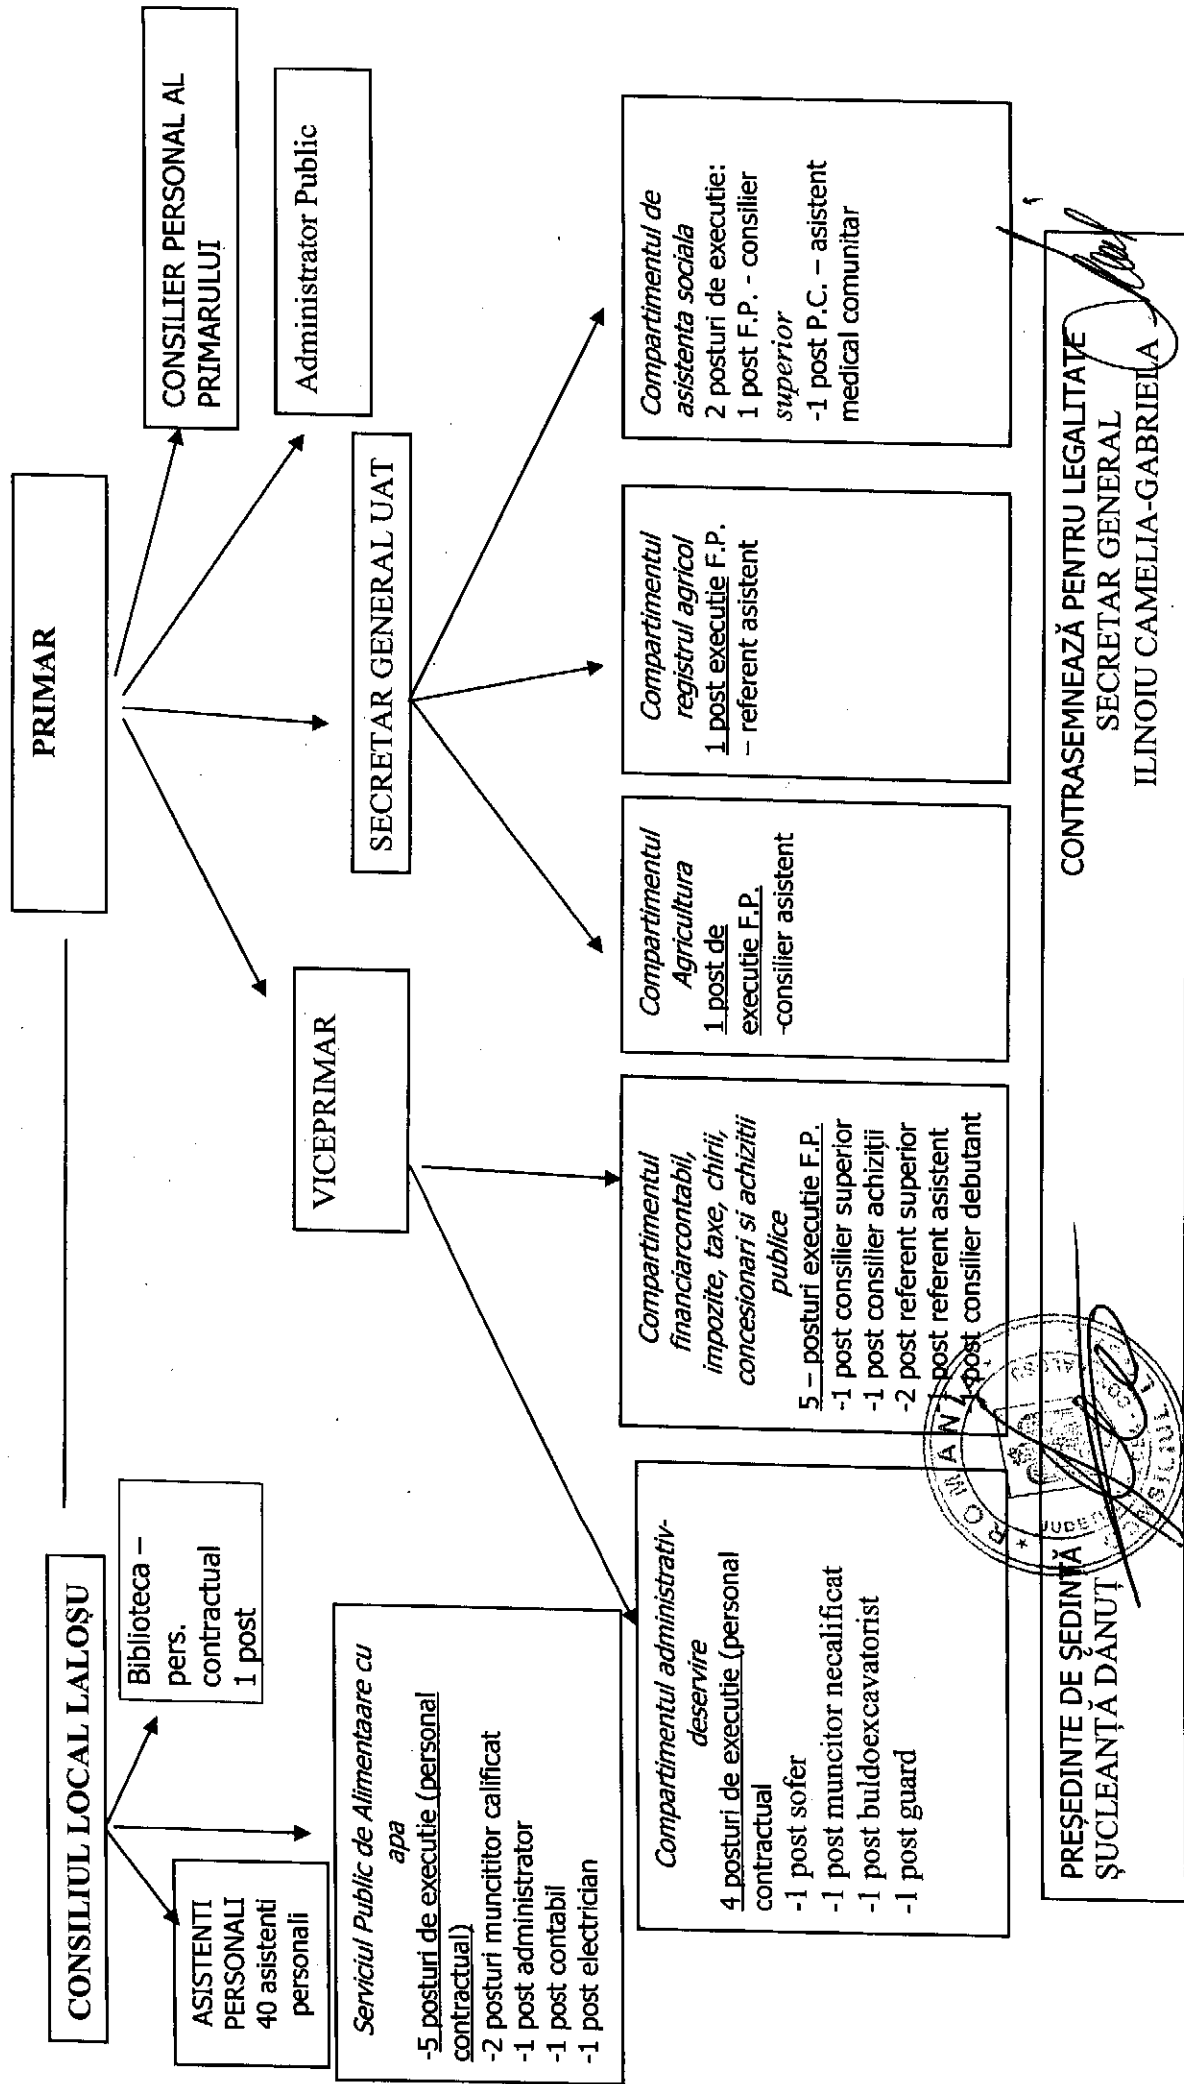 CONSILIUL LOCAL LALOȘU
PRIMAR
ASISTENTI
PERSONALI
40 asistenti
personali
Biblioteca –
pers.
contractual
1 post
CONSILIER PERSONAL AL
PRIMARULUI
Administrator Public
VICEPRIMAR
SECRETAR GENERAL UAT
Serviciul Public de Alimentaare cu
apa
-5 posturi de executie (personal
contractual)
-2 posturi muncititor calificat
-1 post administrator
-1 post contabil
-1 post electrician
Compartimentul administrativ-
deservire
4 posturi de executie (personal
contractual
-1 post sofer
-1 post muncitor necalificat
-1 post buldoexcavatorist
-1 post guard
Compartimentul
financiarcontabil,
impozite, taxe, chirii,
concesionari si achizitii
publice
5 – posturi executie F.P.
-1 post consilier superior
-1 post consilier achiziții
-2 post referent superior
1 post referent asistent
1 post consilier debutant
Compartimentul
Agricultura
1 post de
executie F.P.
-consilier asistent
Compartimentul
registrul agricol
1 post executie F.P.
– referent asistent
Compartimentul de
asistenta sociala
2 posturi de executie:
1 post F.P. - consilier
superior
-1 post P.C. – asistent
medical comunitar
PREȘEDINTE DE ȘEDINȚĂ
ȘUCLEANȚĂ DĂNUȚ
CONTRASEMNEAZĂ PENTRU LEGALITATE
SECRETAR GENERAL
ILINOIU CAMELIA-GABRIELA